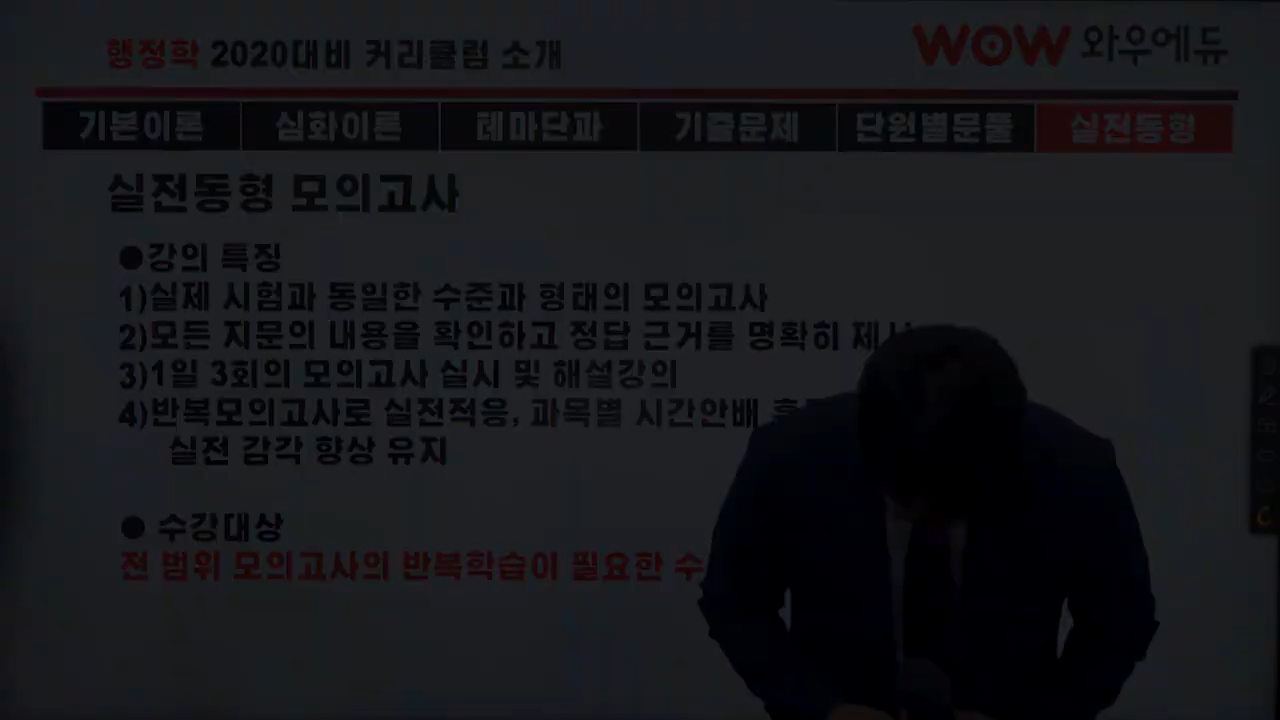 행정학 2020대비 커리큘럼 소개
WOW 와우에듀
기본이론 심화이론 테마단과 기출문제 단원별문풀 실전동형
실전동형 모의고사
●강의 특징
1)실제 시험과 동일한 수준과 형태의 모의고사
2)모든 지문의 내용을 확인하고 정답 근거를 명확히
3)1일 3회의 모의고사 실시 및 해설강의
4)반복모의고사로 실전적응, 과목별 시간안배
실전 감각 향상 유지
● 수강대상
전 범위 모의고사의 반복학습이 필요한